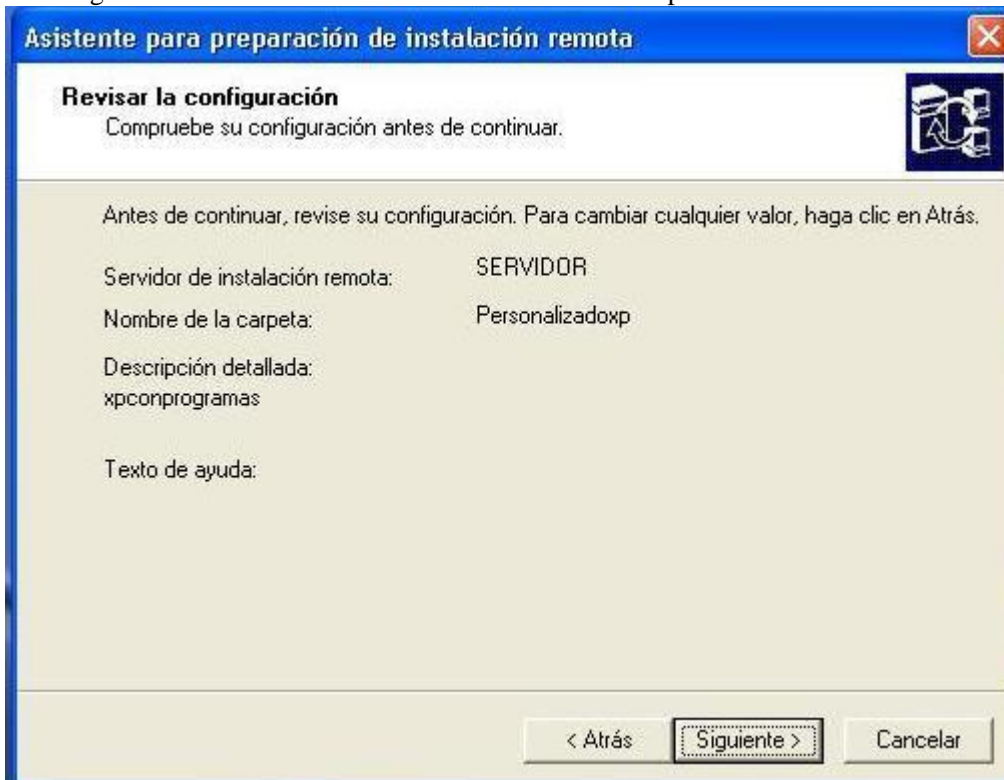 Asistente para preparación de instalación remota
Revisar la configuración
Compruebe su configuración antes de continuar.
Antes de continuar, revise su configuración. Para cambiar cualquier valor, haga clic en Atrás.
Servidor de instalación remota: SERVIDOR
Nombre de la carpeta: Personalizadoxp
Descripción detallada:
xpconprogramas
Texto de ayuda:
< Atrás Siguiente > Cancelar